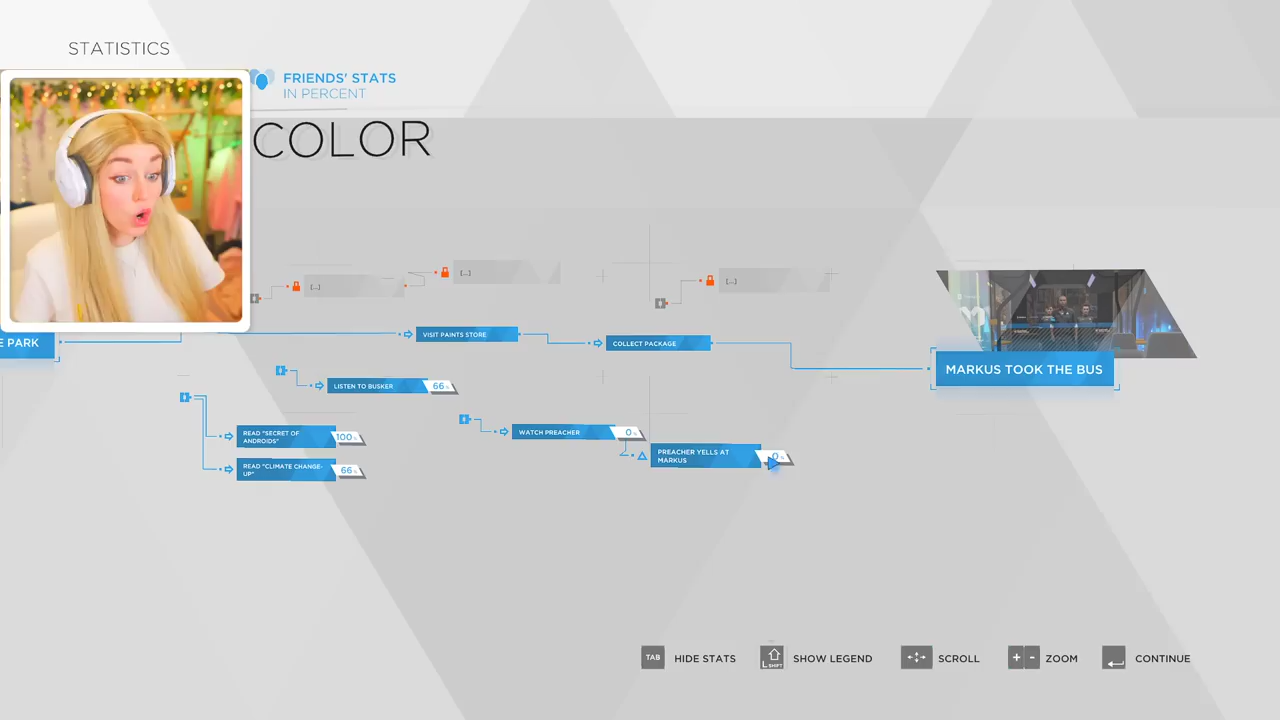 STATISTICS
FRIENDS' STATS
IN PERCENT
COLOR
[...]
[...]
[...]
E PARK
VISIT PAINTS STORE
COLLECT PACKAGE
MARKUS TOOK THE BUS
LISTEN TO BUSKER 66%
READ "SECRET OF
ANDROIDS" 100%
WATCH PREACHER 0%
PREACHER YELLS AT
MARKUS 0%
READ "CLIMATE CHANGE-
UP" 66%
TAB HIDE STATS
L SHIFT SHOW LEGEND
SCROLL
+ - ZOOM
CONTINUE